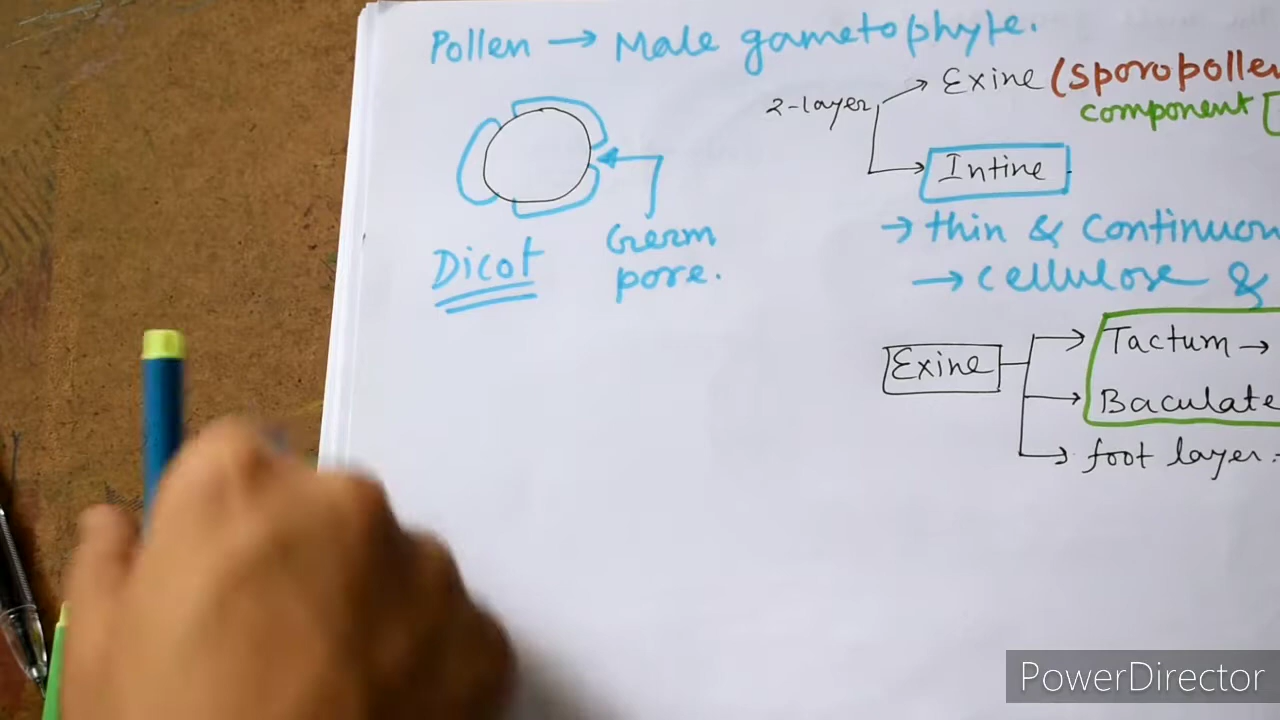 Pollen → Male gametophyte.
2-layer → Exine (sporopollen
component [
→ Intine
Germ pore.
Dicot
→ thin & continuou
→ cellulose &
Exine → Tactum →
→ Baculate
→ foot layer.
PowerDirector